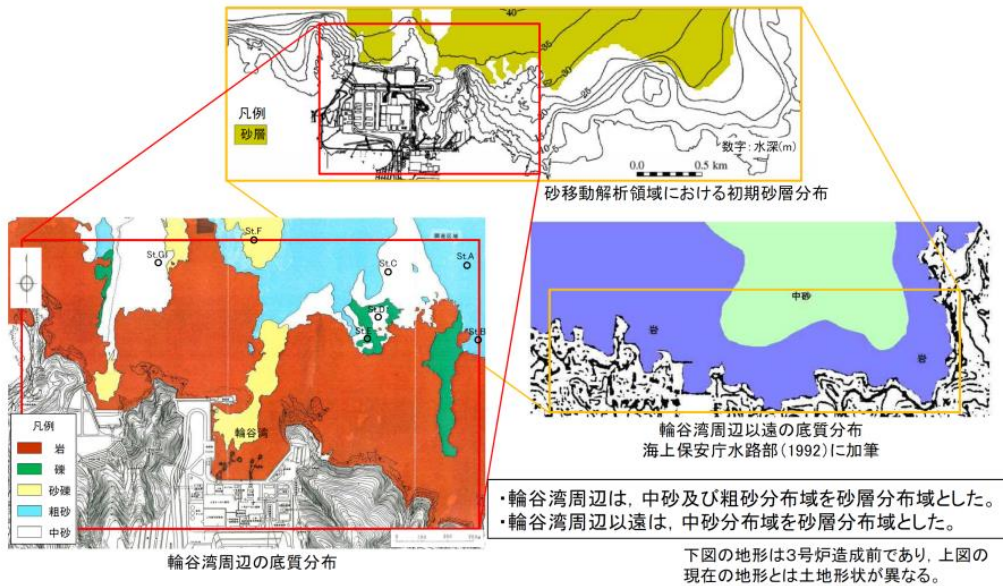 40
35
30
25
20
10
凡例
砂層
数字：水深(m)
0.0 0.5 km
砂移動解析領域における初期砂層分布
St.F
St.G
St.C
St.A
St.D
St.E
St.B
輪谷湾
凡例
岩
礫
砂礫
粗砂
中砂
輪谷湾周辺の底質分布
中砂
岩
岩
輪谷湾周辺以遠の底質分布
海上保安庁水路部（1992）に加筆
・輪谷湾周辺は，中砂及び粗砂分布域を砂層分布域とした。
・輪谷湾周辺以遠は，中砂分布域を砂層分布域とした。
下図の地形は３号炉造成前であり，上図の
現在の地形とは土地形状が異なる。